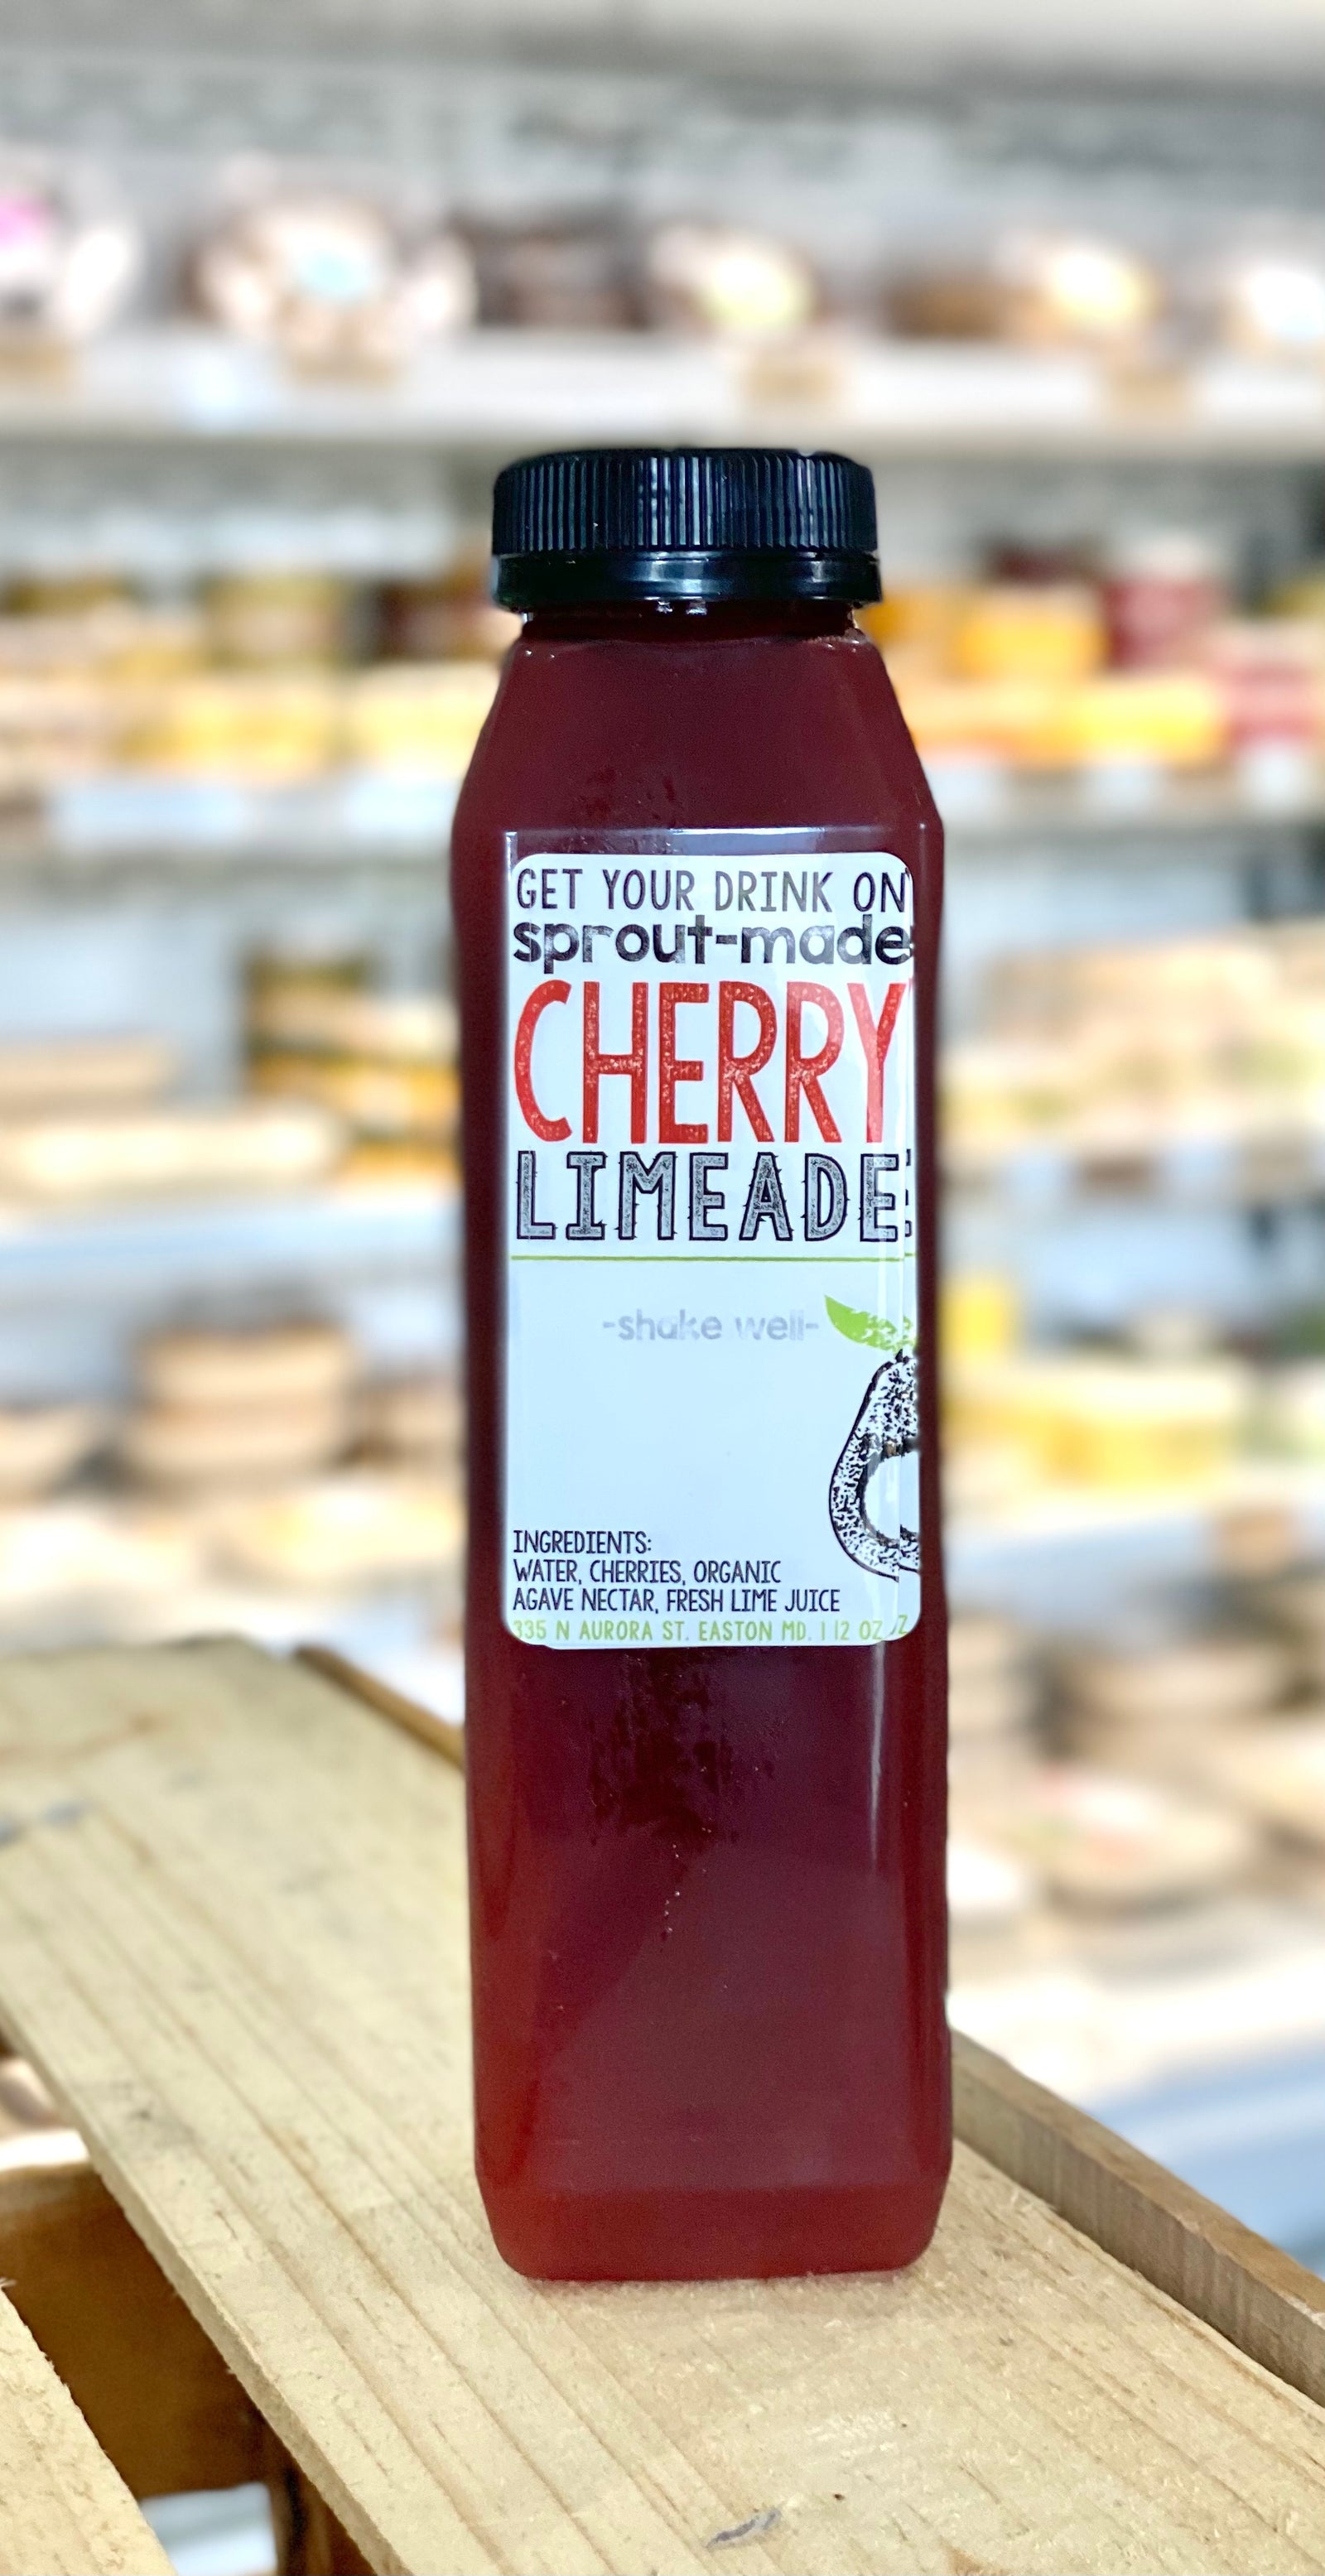 GET YOUR DRINK ON
sprout-made
CHERRY
LIMEADE
-shake well-
INGREDIENTS:
WATER, CHERRIES, ORGANIC
AGAVE NECTAR, FRESH LIME JUICE
335 N AURORA ST. EASTON MD. | 12 OZ